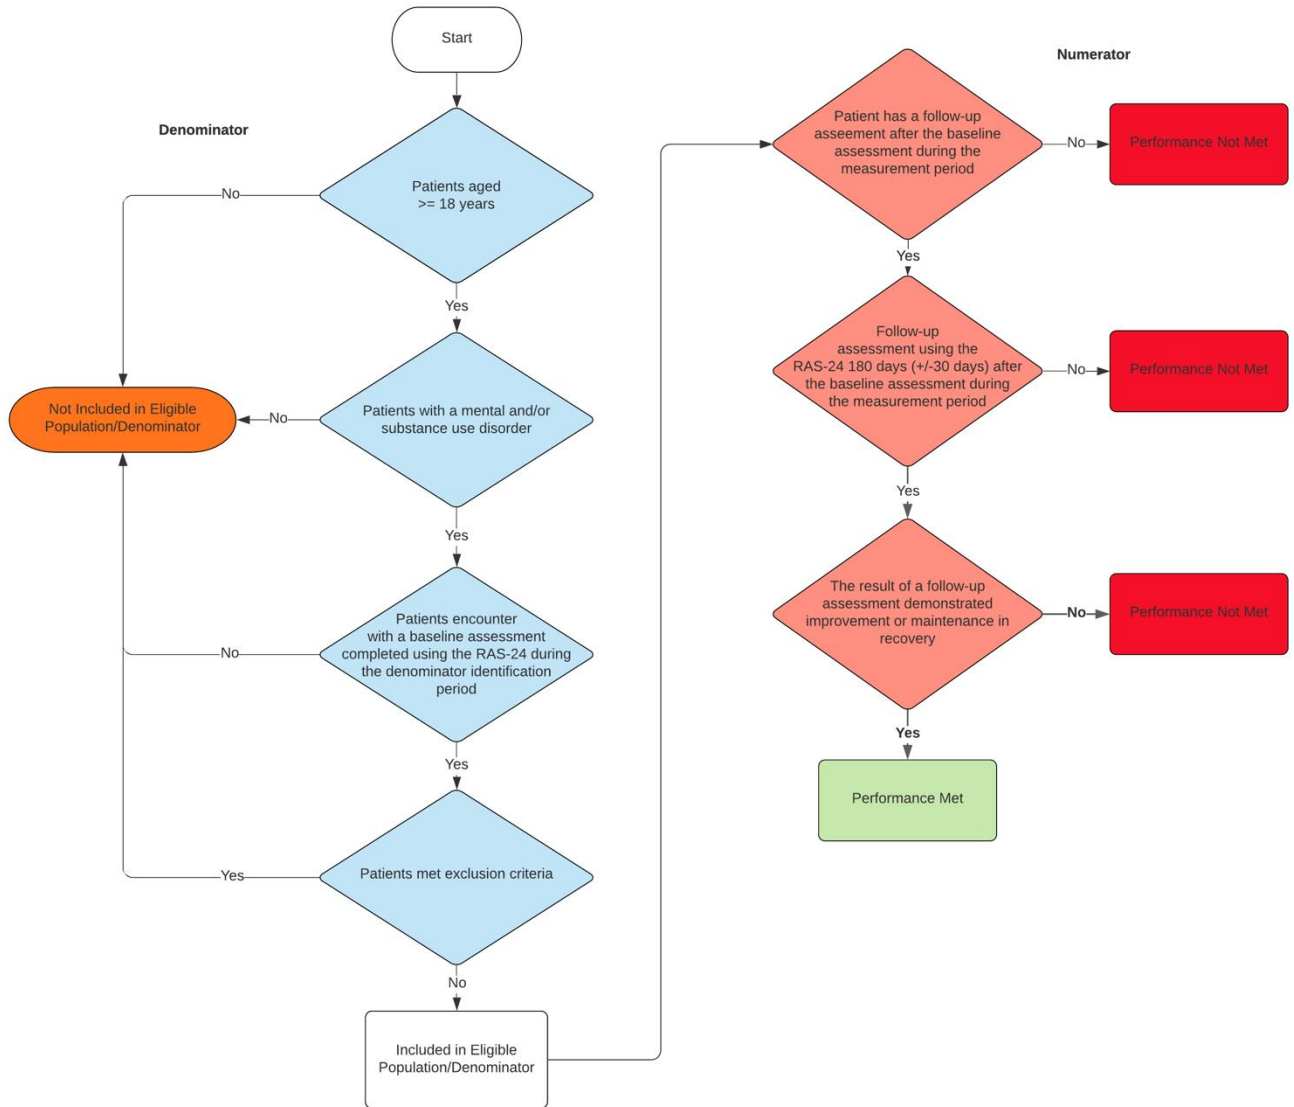 Start
Denominator
Patients aged
>= 18 years
No
Yes
Not Included in Eligible
Population/Denominator
No
Patients with a mental and/or
substance use disorder
Yes
Patients encounter
with a baseline assessment
completed using the RAS-24 during
the denominator identification
period
No
Yes
Patients met exclusion criteria
Yes
No
Included in Eligible
Population/Denominator
Numerator
Patient has a follow-up
asseement after the baseline
assessment during the
measurement period
No
Performance Not Met
Yes
Follow-up
assessment using the
RAS-24 180 days (+/-30 days) after
the baseline assessment during
the measurement period
No
Performance Not Met
Yes
The result of a follow-up
assessment demonstrated
improvement or maintenance in
recovery
No
Performance Not Met
Yes
Performance Met